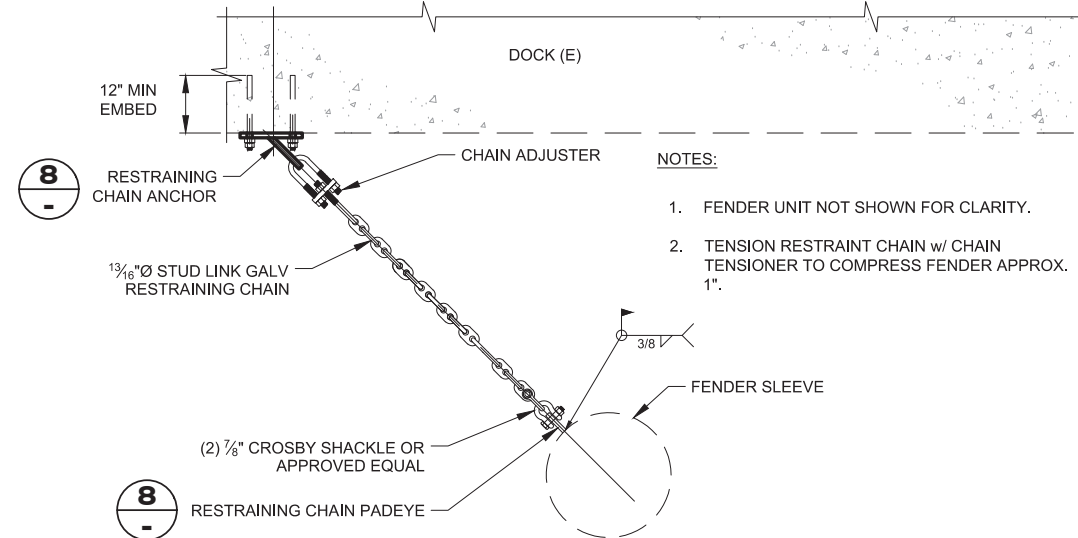 DOCK (E)
12" MIN
EMBED
CHAIN ADJUSTER
NOTES:
8
-
RESTRAINING
CHAIN ANCHOR
1. FENDER UNIT NOT SHOWN FOR CLARITY.
2. TENSION RESTRAINT CHAIN w/ CHAIN
TENSIONER TO COMPRESS FENDER APPROX.
1".
13/16"Ø STUD LINK GALV
RESTRAINING CHAIN
3/8
FENDER SLEEVE
(2) 7/8" CROSBY SHACKLE OR
APPROVED EQUAL
8
-
RESTRAINING CHAIN PADEYE